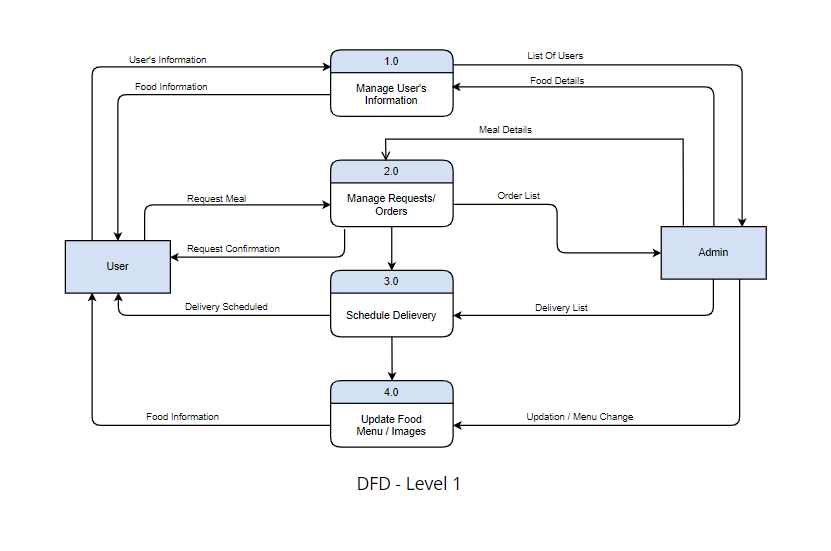 User's Information
1.0
List Of Users
Food Information
Manage User's
Information
Food Details
Meal Details
2.0
Request Meal
Manage Requests/
Orders
Order List
Request Confirmation
User
Admin
3.0
Delivery Scheduled
Schedule Delievery
Delivery List
4.0
Food Information
Update Food
Menu / Images
Updation / Menu Change
DFD - Level 1